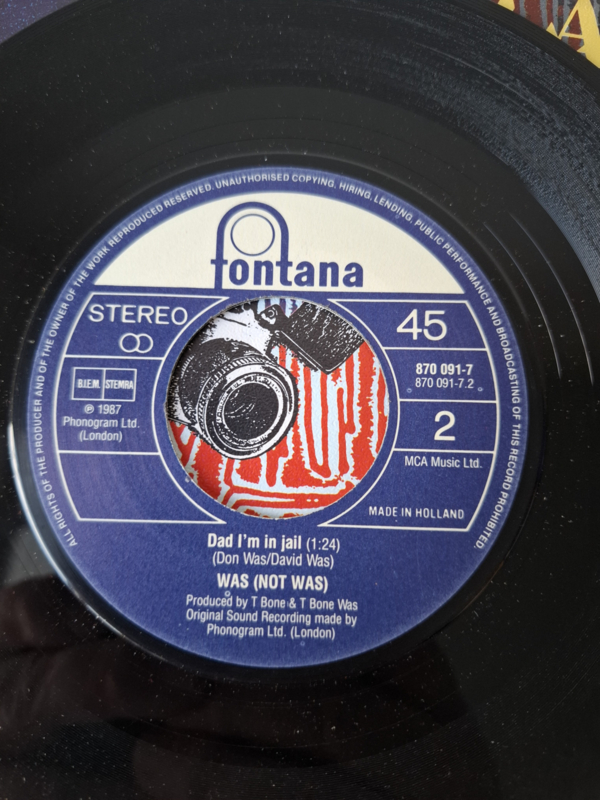 A
ALL RIGHTS OF THE PRODUCER AND OF THE OWNER OF THE WORK REPRODUCED RESERVED. UNAUTHORISED COPYING, HIRING, LENDING, PUBLIC PERFORMANCE AND BROADCASTING OF THIS RECORD PROHIBITED.
fontana
STEREO
45
B.I.E.M. STEMRA
℗ 1987
Phonogram Ltd.
(London)
870 091-7
870 091-7.2
2
MCA Music Ltd.
MADE IN HOLLAND
Dad I'm in jail (1:24)
(Don Was/David Was)
WAS (NOT WAS)
Produced by T Bone & T Bone Was
Original Sound Recording made by
Phonogram Ltd. (London)